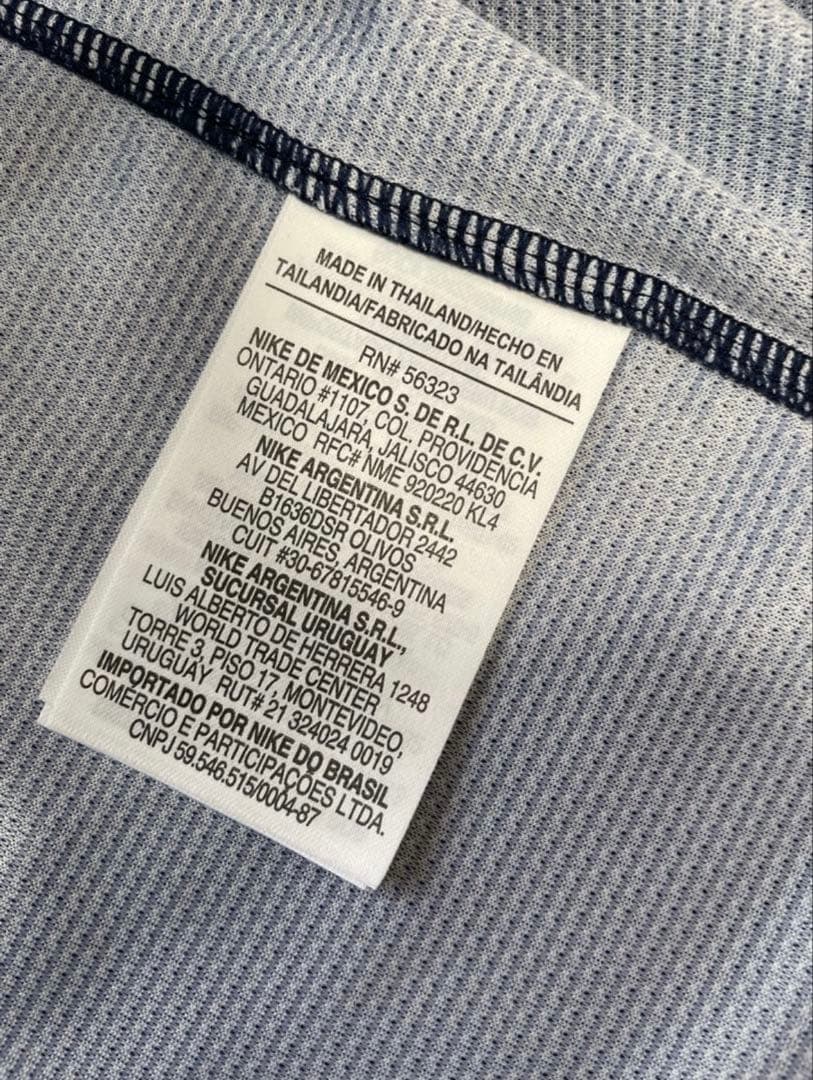 MADE IN THAILAND/HECHO EN
TAILANDIA/FABRICADO NA TAILÂNDIA
RN# 56323
NIKE DE MEXICO S. DE R.L. DE C.V.
ONTARIO #1107, COL. PROVIDENCIA
GUADALAJARA, JALISCO 44630
MEXICO RFC# NME 920220 KL4
NIKE ARGENTINA S.R.L.
AV DEL LIBERTADOR 2442
B1636DSR OLIVOS
BUENOS AIRES, ARGENTINA
CUIT #30-67815546-9
NIKE ARGENTINA S.R.L.,
SUCURSAL URUGUAY
LUIS ALBERTO DE HERRERA 1248
WORLD TRADE CENTER
TORRE 3, PISO 17, MONTEVIDEO,
URUGUAY RUT# 21 324024 0019
IMPORTADO POR NIKE DO BRASIL
COMÉRCIO E PARTICIPAÇÕES LTDA.
CNPJ 59.546.515/0004-87